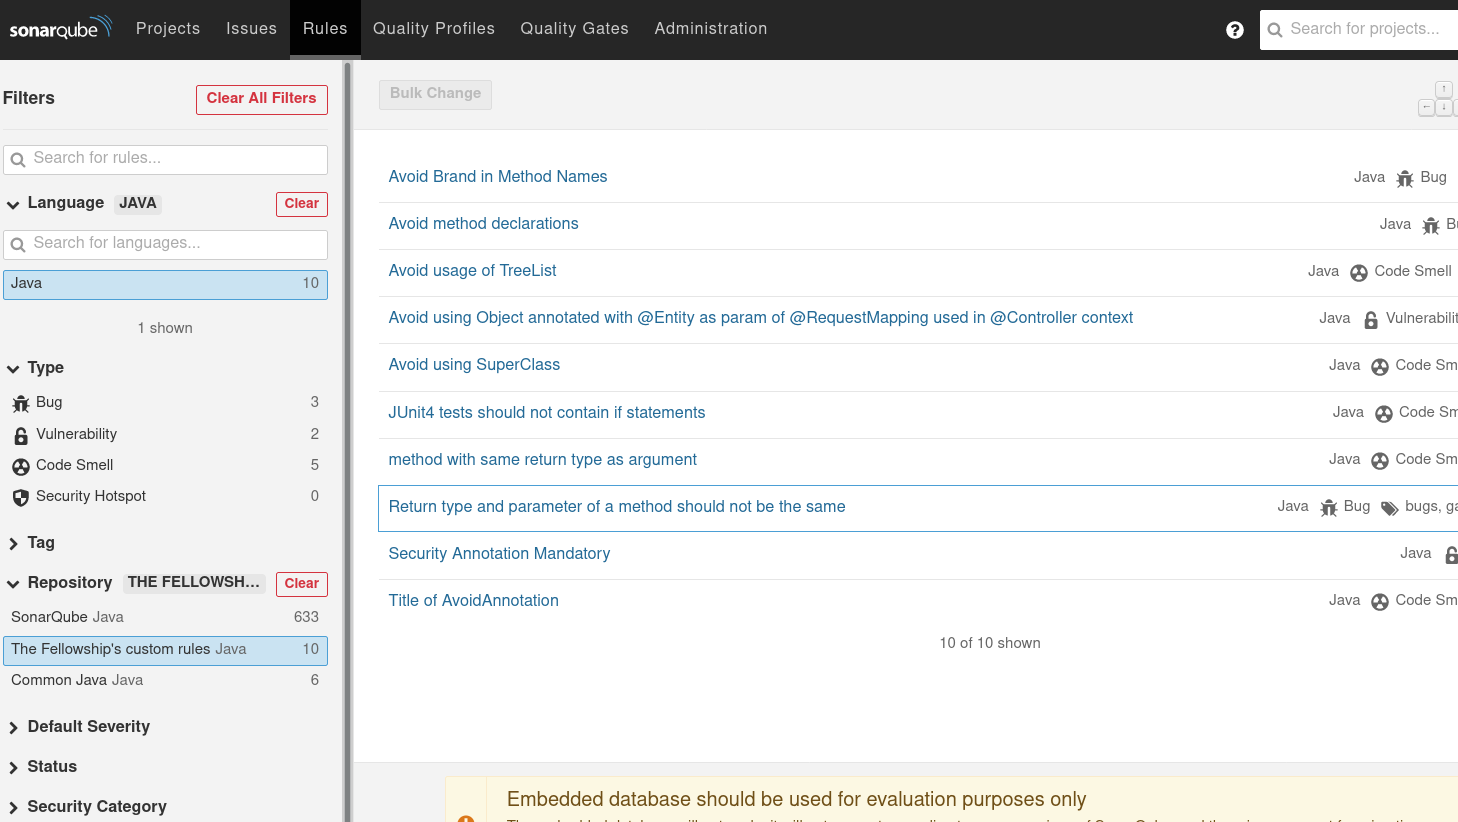 sonarqube Projects Issues Rules Quality Profiles Quality Gates Administration ? Search for projects...
Filters Clear All Filters
Search for rules...
Language JAVA Clear
Search for languages...
Java 10
1 shown
Type
Bug 3
Vulnerability 2
Code Smell 5
Security Hotspot 0
Tag
Repository THE FELLOWSH... Clear
SonarQube Java 633
The Fellowship's custom rules Java 10
Common Java Java 6
Default Severity
Status
Security Category
Bulk Change
↑
← ↓
Avoid Brand in Method Names Java Bug
Avoid method declarations Java
Avoid usage of TreeList Java Code Smell
Avoid using Object annotated with @Entity as param of @RequestMapping used in @Controller context Java Vulnerabilit
Avoid using SuperClass Java Code Sm
JUnit4 tests should not contain if statements Java Code Sm
method with same return type as argument Java Code Sm
Return type and parameter of a method should not be the same Java Bug bugs, ga
Security Annotation Mandatory Java
Title of AvoidAnnotation Java Code Sm
10 of 10 shown
Embedded database should be used for evaluation purposes only